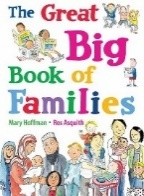 The Great
Big
Book of
Families
Mary Hoffman • Ros Asquith